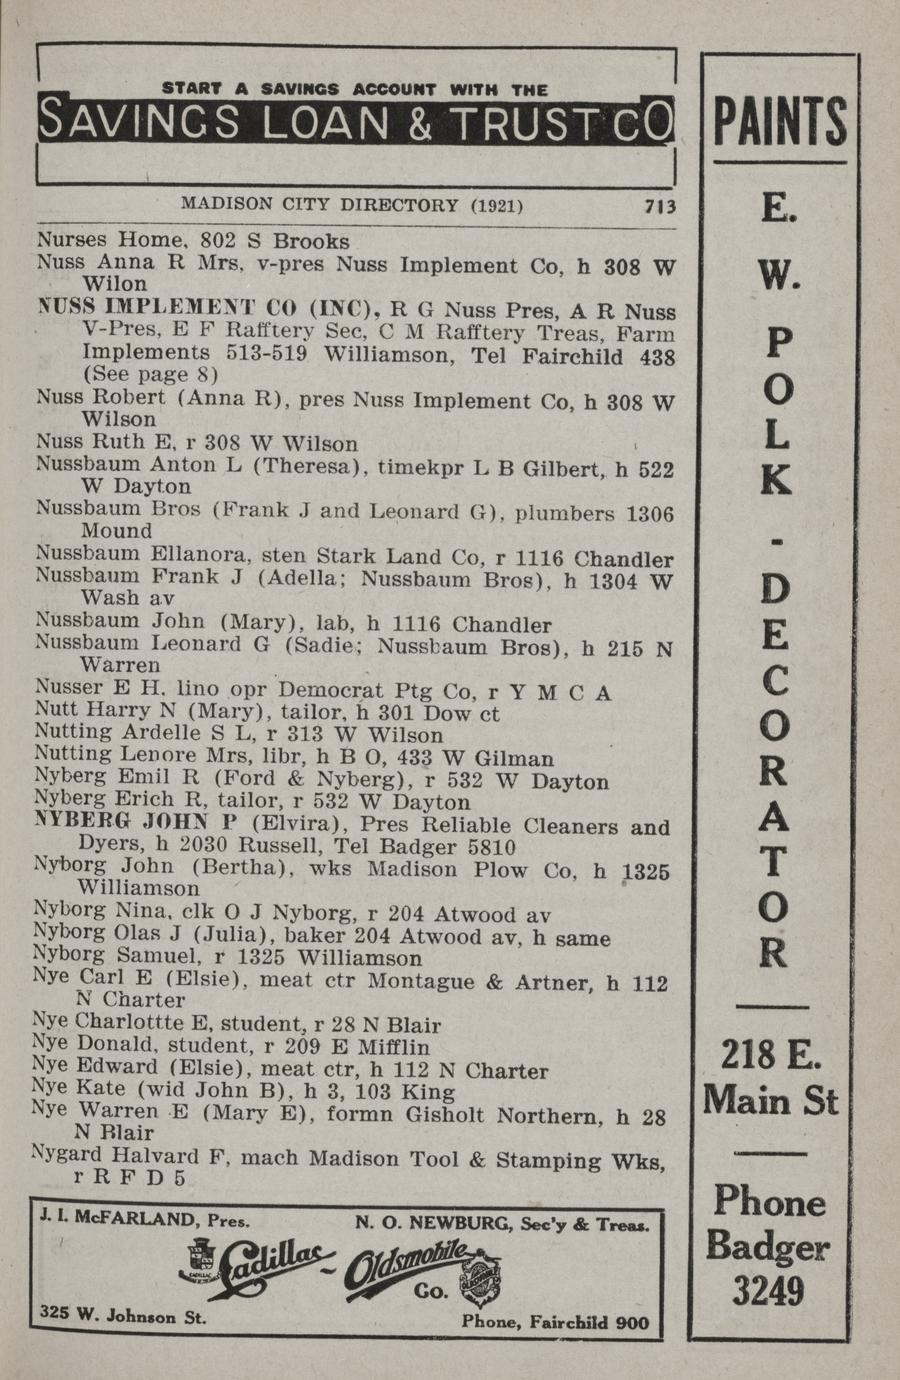 START A SAVINGS ACCOUNT WITH THE
SAVINGS LOAN & TRUST CO
MADISON CITY DIRECTORY (1921) 713
Nurses Home, 802 S Brooks
Nuss Anna R Mrs, v-pres Nuss Implement Co, h 308 W
Wilon
NUSS IMPLEMENT CO (INC), R G Nuss Pres, A R Nuss
V-Pres, E F Rafftery Sec, C M Rafftery Treas, Farm
Implements 513-519 Williamson, Tel Fairchild 438
(See page 8)
Nuss Robert (Anna R), pres Nuss Implement Co, h 308 W
Wilson
Nuss Ruth E, r 308 W Wilson
Nussbaum Anton L (Theresa), timekpr L B Gilbert, h 522
W Dayton
Nussbaum Bros (Frank J and Leonard G), plumbers 1306
Mound
Nussbaum Ellanora, sten Stark Land Co, r 1116 Chandler
Nussbaum Frank J (Adella; Nussbaum Bros), h 1304 W
Wash av
Nussbaum John (Mary), lab, h 1116 Chandler
Nussbaum Leonard G (Sadie; Nussbaum Bros), h 215 N
Warren
Nusser E H, lino opr Democrat Ptg Co, r Y M C A
Nutt Harry N (Mary), tailor, h 301 Dow ct
Nutting Ardelle S L, r 313 W Wilson
Nutting Lenore Mrs, libr, h B O, 433 W Gilman
Nyberg Emil R (Ford & Nyberg), r 532 W Dayton
Nyberg Erich R, tailor, r 532 W Dayton
NYBERG JOHN P (Elvira), Pres Reliable Cleaners and
Dyers, h 2030 Russell, Tel Badger 5810
Nyborg John (Bertha), wks Madison Plow Co, h 1325
Williamson
Nyborg Nina, clk O J Nyborg, r 204 Atwood av
Nyborg Olas J (Julia), baker 204 Atwood av, h same
Nyborg Samuel, r 1325 Williamson
Nye Carl E (Elsie), meat ctr Montague & Artner, h 112
N Charter
Nye Charlottte E, student, r 28 N Blair
Nye Donald, student, r 209 E Mifflin
Nye Edward (Elsie), meat ctr, h 112 N Charter
Nye Kate (wid John B), h 3, 103 King
Nye Warren E (Mary E), formn Gisholt Northern, h 28
N Blair
Nygard Halvard F, mach Madison Tool & Stamping Wks,
r R F D 5
J. I. McFARLAND, Pres. N. O. NEWBURG, Sec'y & Treas.
Cadillac - Oldsmobile
Co.
325 W. Johnson St. Phone, Fairchild 900
PAINTS
E.
W.
P
O
L
K
-
D
E
C
O
R
A
T
O
R
218 E.
Main St
Phone
Badger
3249